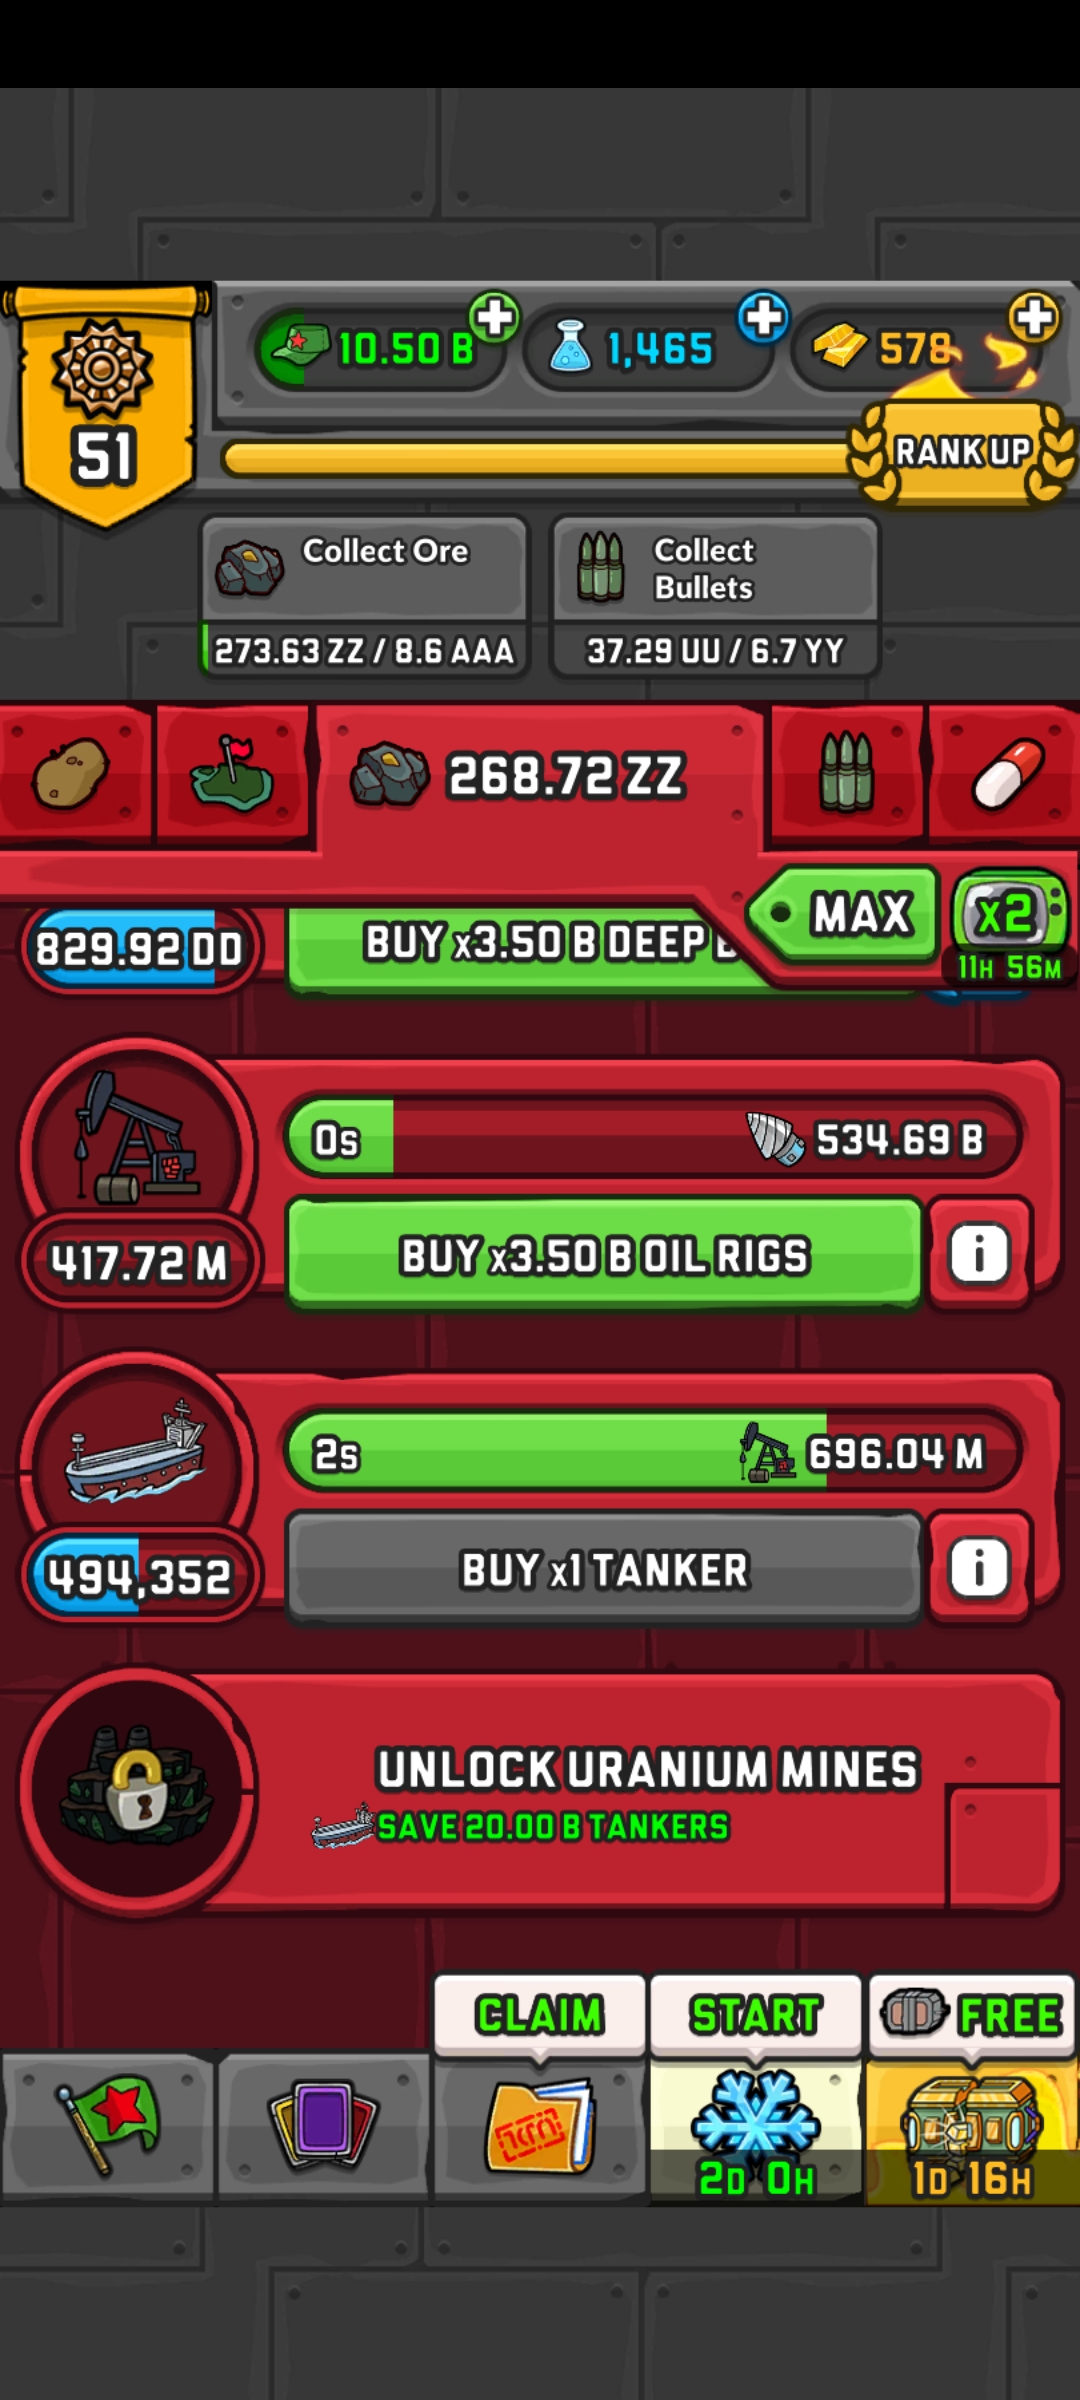 10.50 B
1,465
578
51
RANK UP
Collect Ore
Collect
Bullets
273.63 ZZ / 8.6 AAA
37.29 UU / 6.7 YY
268.72 ZZ
MAX
x2
11H 56M
829.92 DD
BUY x3.50 B DEEP
0s
534.69 B
417.72 M
BUY x3.50 B OIL RIGS
i
2s
696.04 M
494,352
BUY x1 TANKER
i
UNLOCK URANIUM MINES
SAVE 20.00 B TANKERS
CLAIM
START
FREE
2D 0H
1D 16H